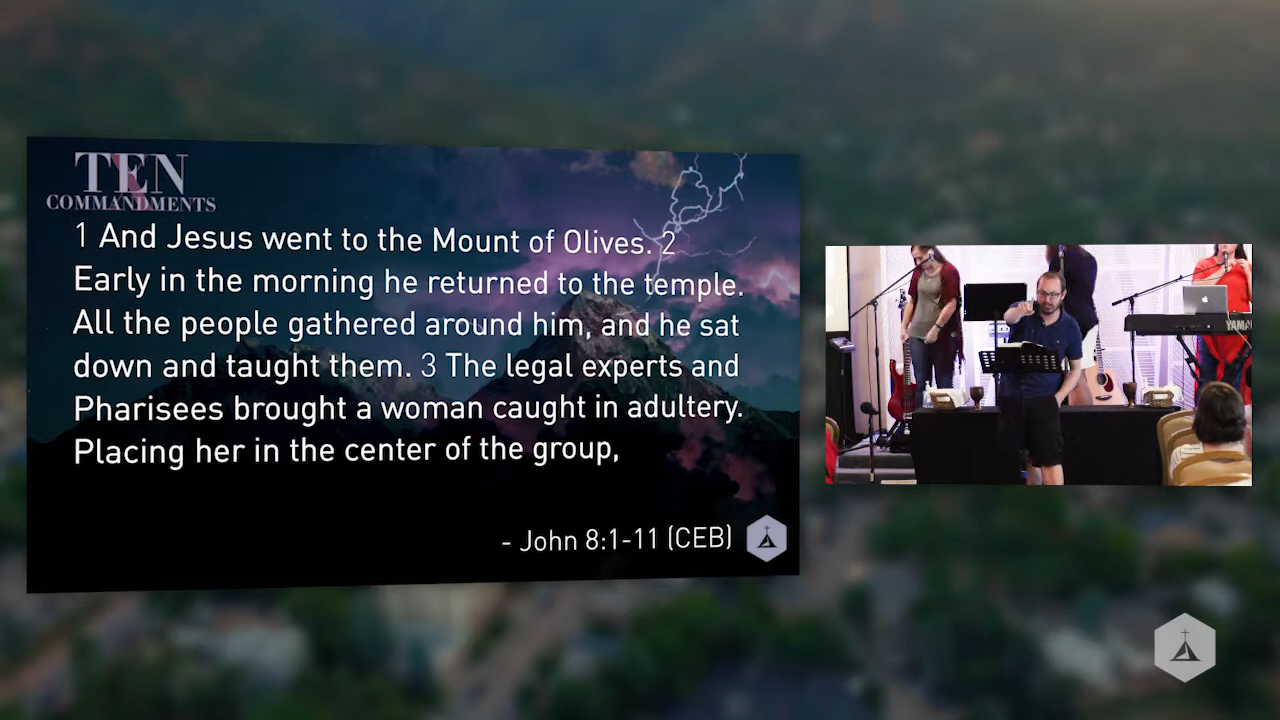 TEN
COMMANDMENTS
1 And Jesus went to the Mount of Olives. 2
Early in the morning he returned to the temple.
All the people gathered around him, and he sat
down and taught them. 3 The legal experts and
Pharisees brought a woman caught in adultery.
Placing her in the center of the group,
- John 8:1-11 (CEB)
YAMA